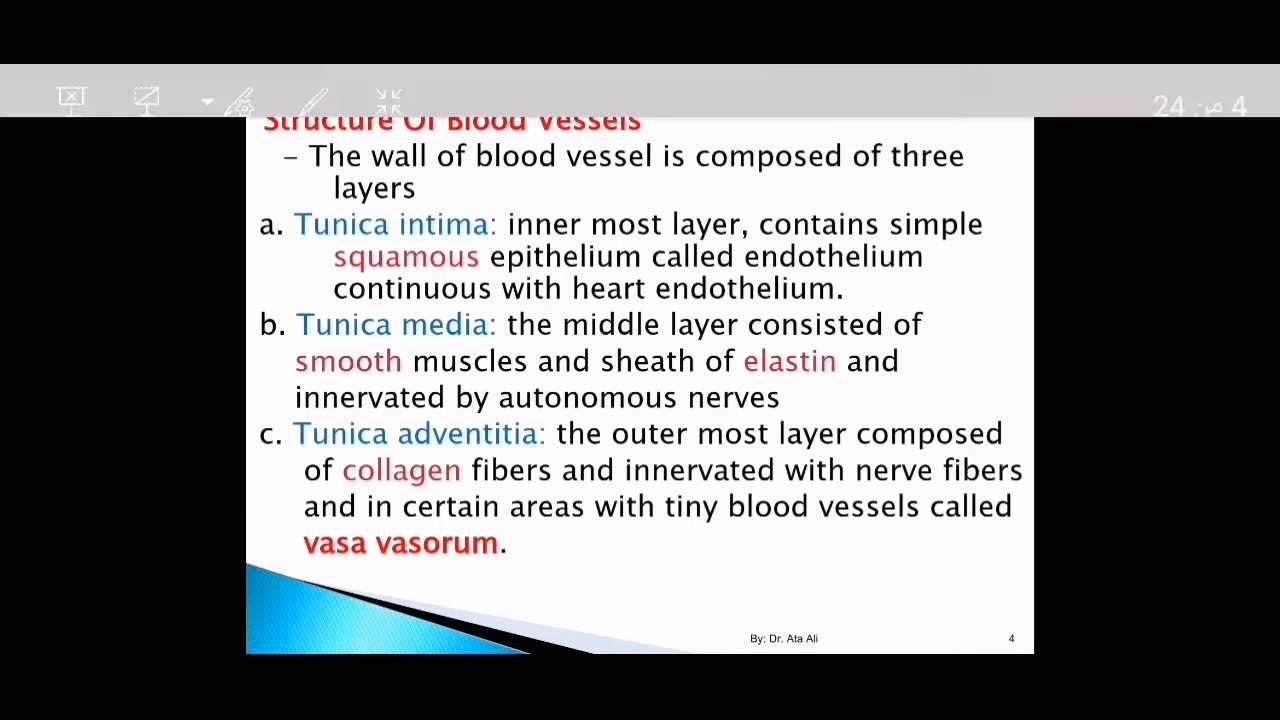 4 من 24
Structure Of Blood Vessels
– The wall of blood vessel is composed of three
layers
a. Tunica intima: inner most layer, contains simple
squamous epithelium called endothelium
continuous with heart endothelium.
b. Tunica media: the middle layer consisted of
smooth muscles and sheath of elastin and
innervated by autonomous nerves
c. Tunica adventitia: the outer most layer composed
of collagen fibers and innervated with nerve fibers
and in certain areas with tiny blood vessels called
vasa vasorum.
By: Dr. Ata Ali
4